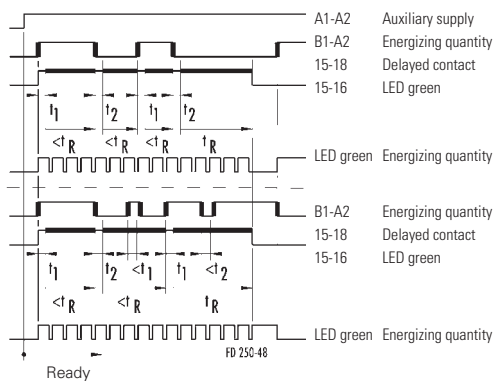 A1-A2 Auxiliary supply
B1-A2 Energizing quantity
15-18 Delayed contact
15-16 LED green
t1 t2 t1 t2
<tR <tR <tR tR
LED green Energizing quantity
B1-A2 Energizing quantity
15-18 Delayed contact
15-16 LED green
t1 t2 <t1 t1 <t2
<tR <tR tR
LED green Energizing quantity
FD 250-48
Ready